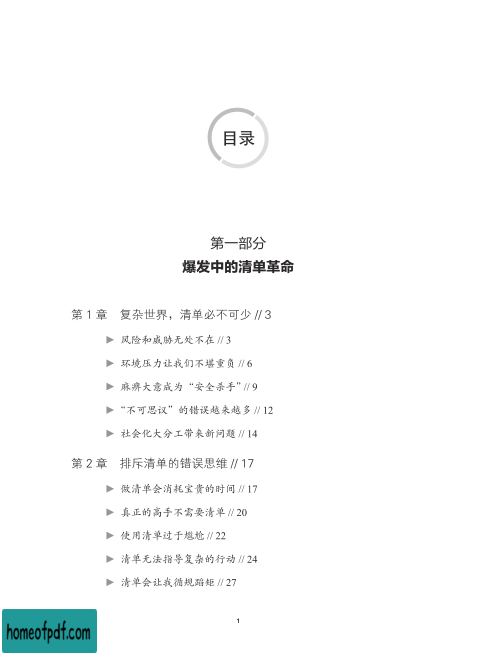 目录
第一部分
爆发中的清单革命
第 1 章 复杂世界，清单必不可少 // 3
▶ 风险和威胁无处不在 // 3
▶ 环境压力让我们不堪重负 // 6
▶ 麻痹大意成为“安全杀手” // 9
▶ “不可思议”的错误越来越多 // 12
▶ 社会化大分工带来新问题 // 14
第 2 章 排斥清单的错误思维 // 17
▶ 做清单会消耗宝贵的时间 // 17
▶ 真正的高手不需要清单 // 20
▶ 使用清单过于尴尬 // 22
▶ 清单无法指导复杂的行动 // 24
▶ 清单会让我循规蹈矩 // 27
1
homeofpdf.com